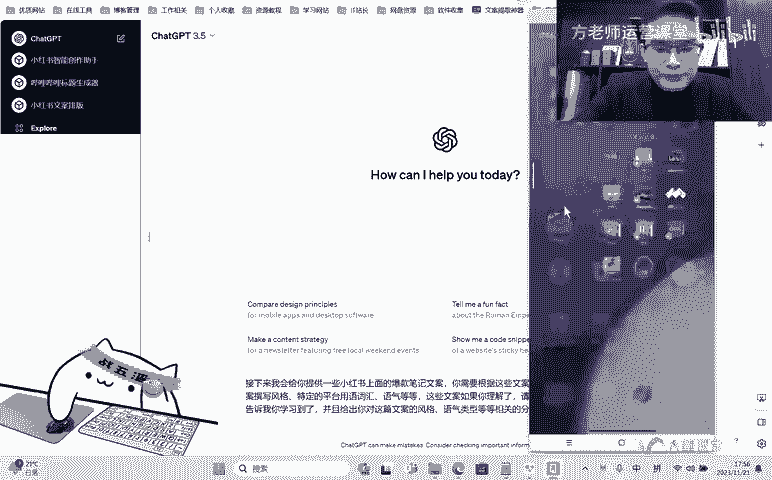 优质网站 在线工具 博客管理 工作相关 个人收藏 资源教程 学习网站 IT站长 网盘资源 软件收集 文案提取神器
方老师运营课堂
bilibili
ChatGPT
小红书智能创作助手
哔哩哔哩标题生成器
小红书文案排版
Explore
ChatGPT 3.5
How can I help you today?
Compare design principles
for mobile apps and desktop software
Tell me a fun fact
about the Roman Empire
Make a content strategy
for a newsletter featuring free local weekend events
Show me a code snippet
of a website's sticky hea
接下来我会给你提供一些小红书上面的爆款笔记文案，你需要根据这些文案
案撰写风格、特定的平台用语词汇、语气等等，这些文案如果你理解了，请
告诉我你学习到了，并且给出你对这篇文案的风格、语气类型等等相关的分
ChatGPT can make mistakes. Consider checking important inform
战五渣
21°C
搜索
17:56
2023/11/21